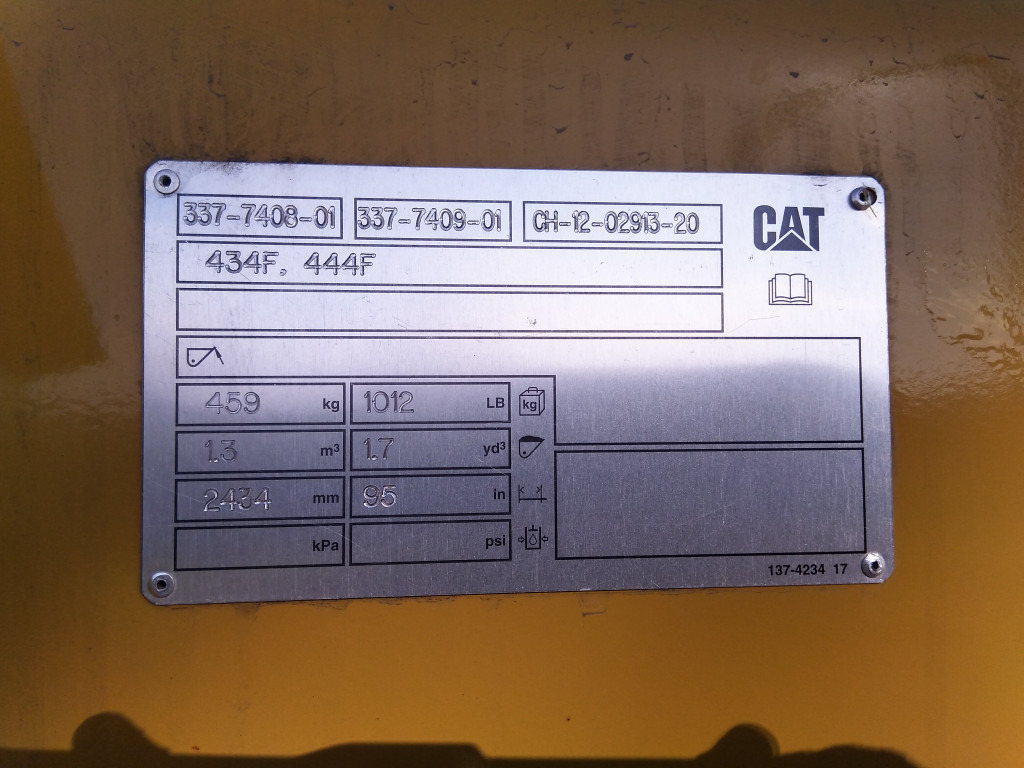 337-7408-01 337-7409-01 CH-12-02913-20
CAT
434F, 444F
459 kg 1012 LB kg
1.3 m³ 1.7 yd³
2434 mm 95 in
kPa psi
137-4234 17